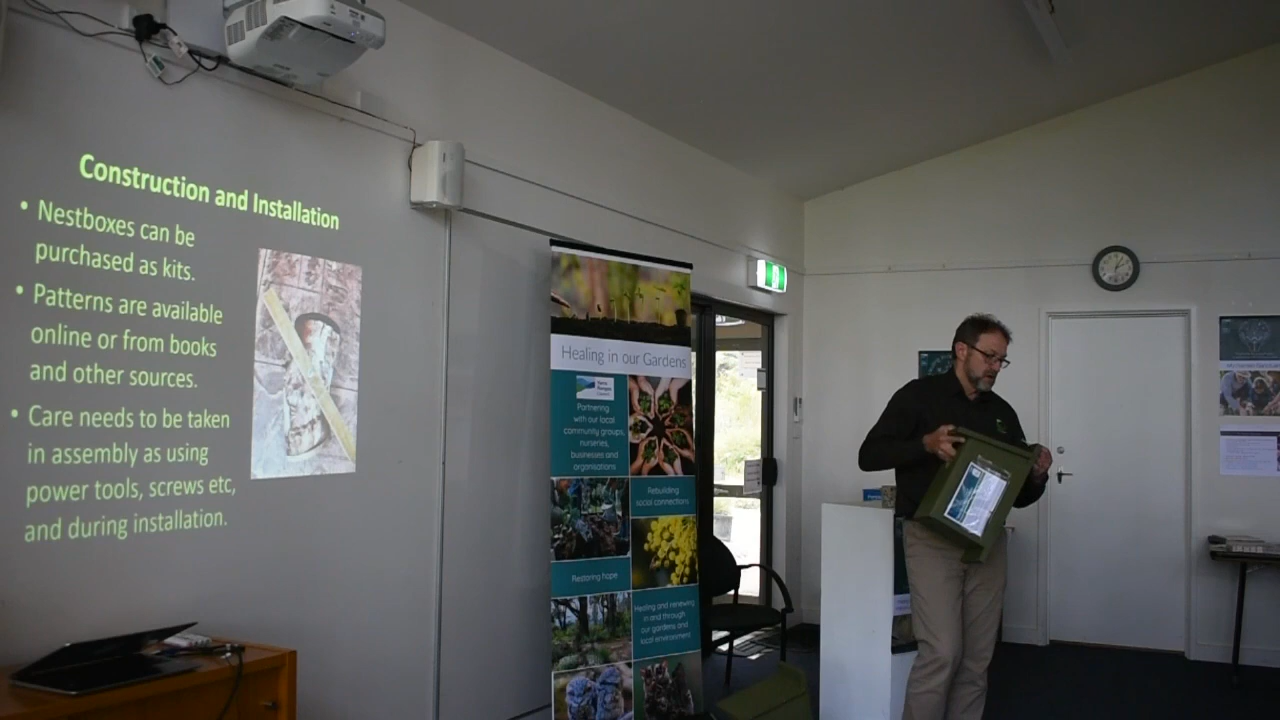 Construction and Installation
• Nestboxes can be
purchased as kits.
• Patterns are available
online or from books
and other sources.
• Care needs to be taken
in assembly as using
power tools, screws etc,
and during installation.
Healing in our Gardens
Partnering
with our local
community groups,
nurseries,
businesses and
organisations
Rebuilding
social connections
Restoring hope
Healing and renewing
in and through
our gardens and
local environment